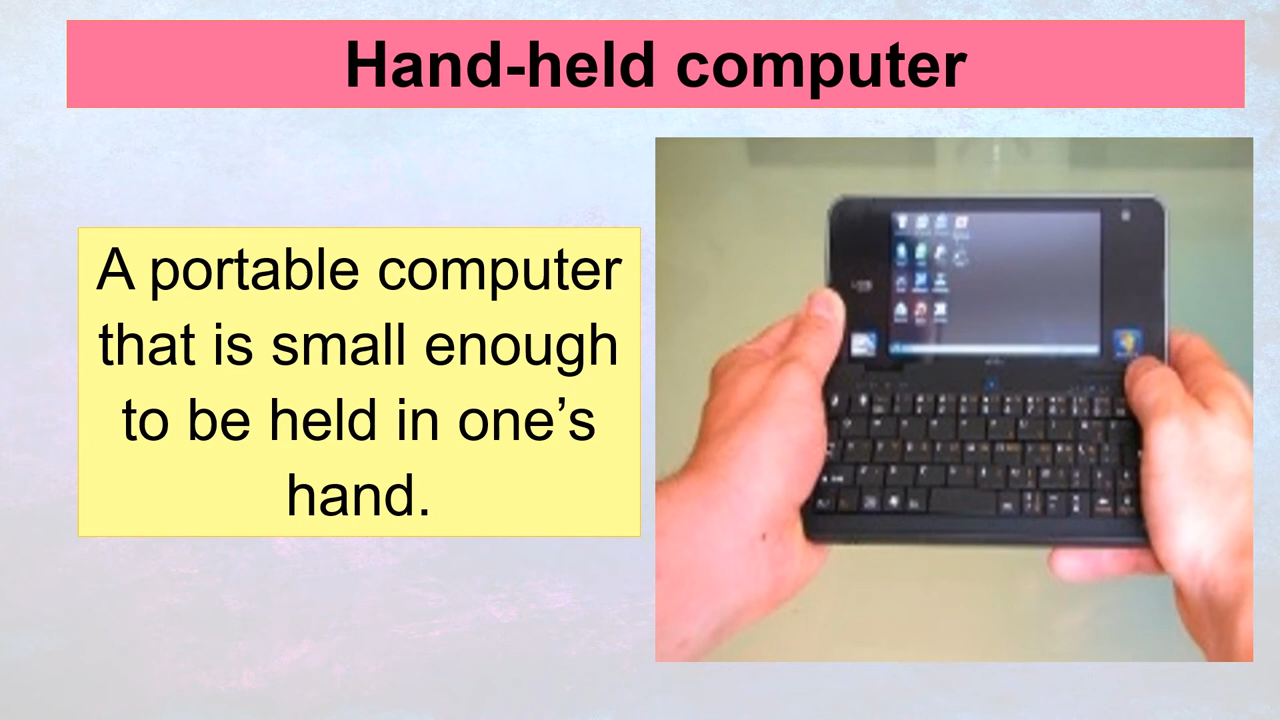 Hand-held computer
A portable computer
that is small enough
to be held in one’s
hand.